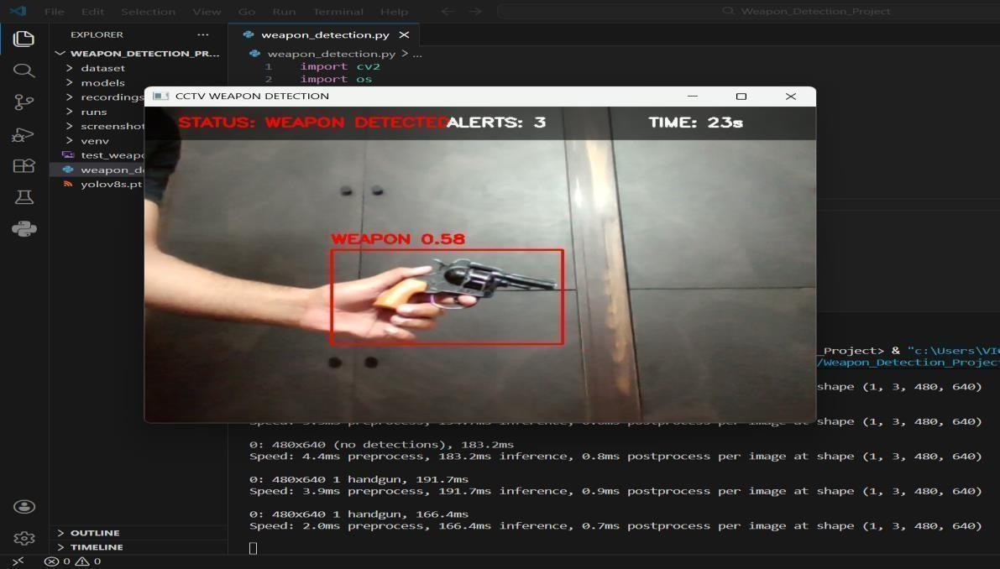 File Edit Selection View Go Run Terminal Help
Weapon_Detection_Project
EXPLORER
WEAPON_DETECTION_PR...
dataset
models
recordings
runs
screenshot
venv
test_weap
weapon_d
yolov8s.pt
OUTLINE
TIMELINE
0 0
weapon_detection.py
weapon_detection.py > ...
1 import cv2
2 import os
CCTV WEAPON DETECTION
STATUS: WEAPON DETECTED ALERTS: 3 TIME: 23s
WEAPON 0.58
_Project> & "c:\Users\VI
/Weapon_Detection_Project
shape (1, 3, 480, 640)
shape (1, 3, 480, 640)
0: 480x640 (no detections), 183.2ms
Speed: 4.4ms preprocess, 183.2ms inference, 0.8ms postprocess per image at shape (1, 3, 480, 640)
0: 480x640 1 handgun, 191.7ms
Speed: 3.9ms preprocess, 191.7ms inference, 0.9ms postprocess per image at shape (1, 3, 480, 640)
0: 480x640 1 handgun, 166.4ms
Speed: 2.0ms preprocess, 166.4ms inference, 0.7ms postprocess per image at shape (1, 3, 480, 640)